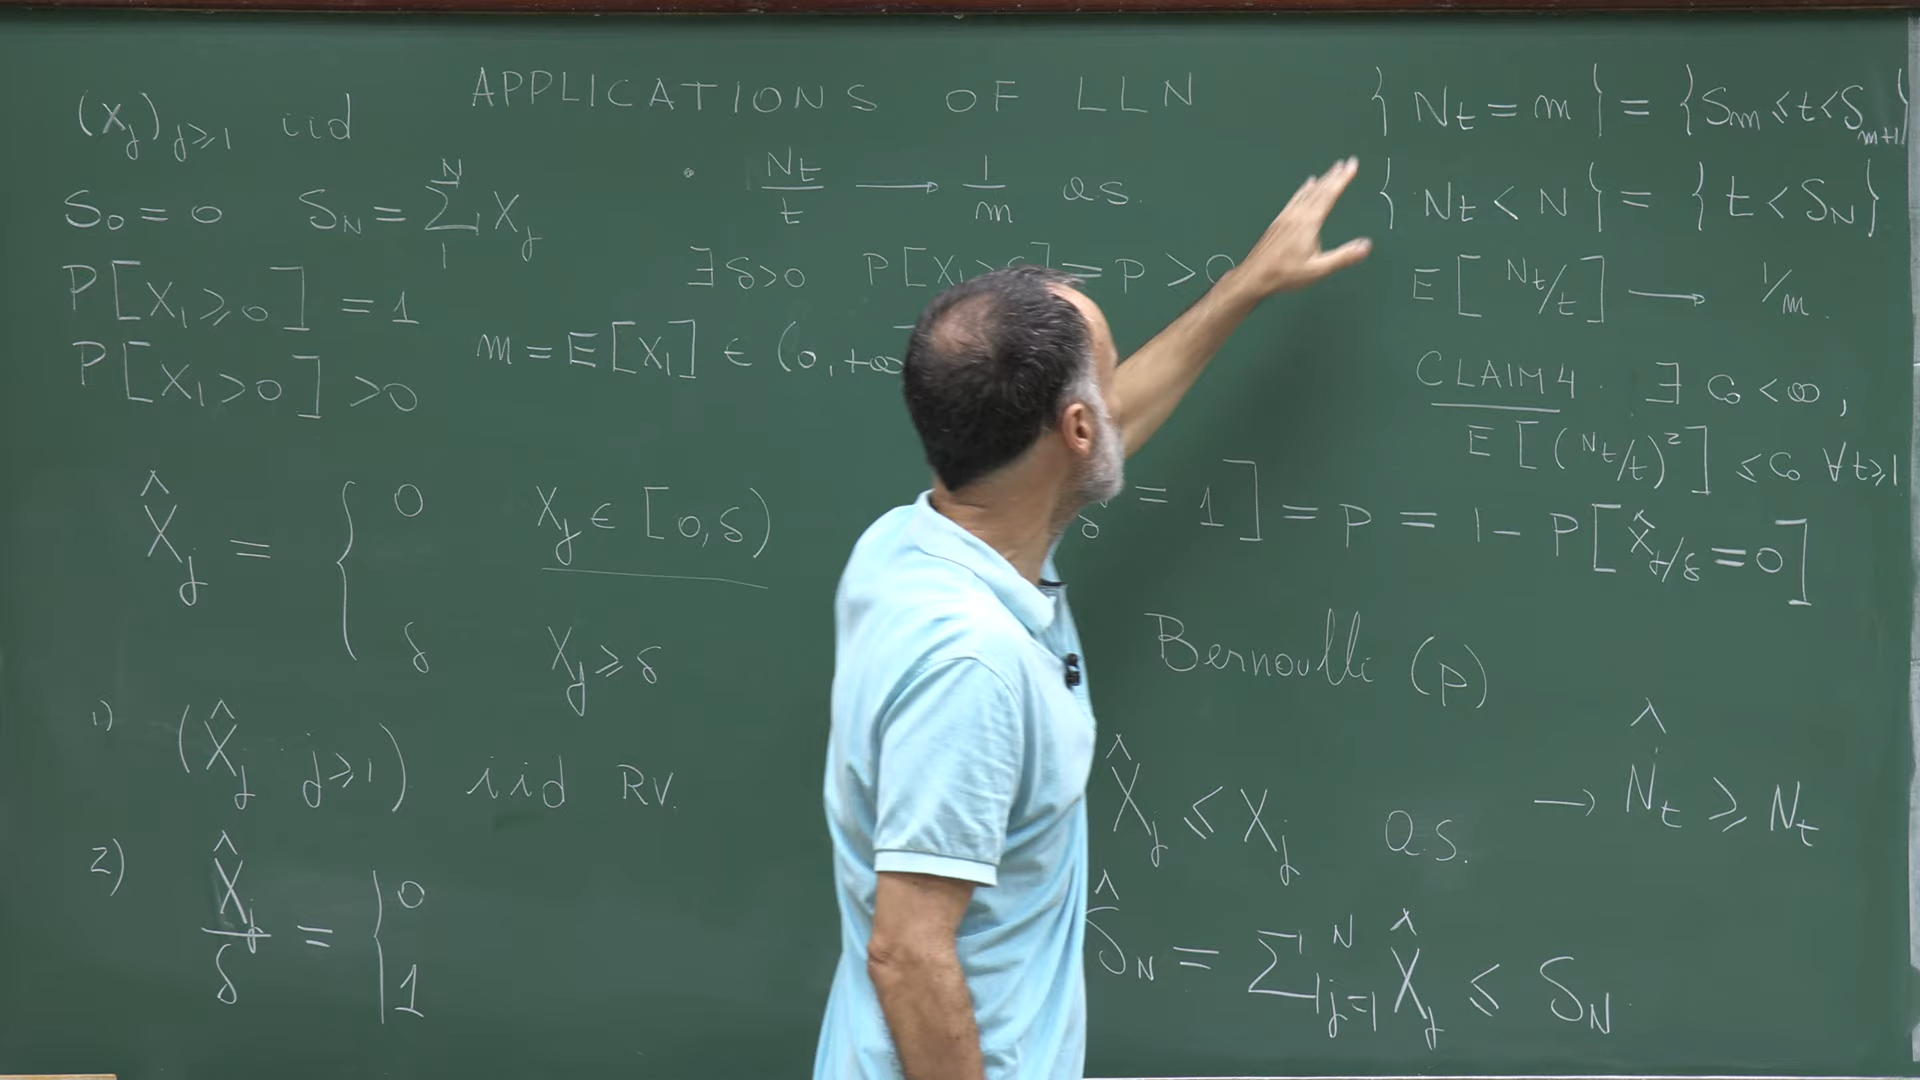 APPLICATIONS OF LLN
(X_j)_{j≥1} iid
S_0 = 0 S_N = Σ_1^N X_j
P[X_1 ≥ 0] = 1
P[X_1 > 0] > 0
· N_t/t → 1/m a.s.
∃ δ>0 P[X_1 ≥ δ] = p > 0
m = E[X_1] ∈ (0, +∞
{ N_t = m } = { S_m ≤ t < S_{m+1} }
{ N_t < N } = { t < S_N }
E[ N_t/t ] → 1/m.
CLAIM 4. ∃ C_0 < ∞ ;
E[ (N_t/t)^2 ] ≤ C_0 ∀ t ≥ 1
X̂_j = { 0 X_j ∈ [0, δ)
δ X_j ≥ δ
= 1 ] = p = 1 - P[ X̂_j/δ = 0 ]
Bernoulli (p)
1) (X̂_j j ≥ 1) iid RV.
2) X̂_j/δ = { 0
1
X̂_j ≤ X_j a.s. → N̂_t ≥ N_t
Ŝ_N = Σ_{j=1}^N X̂_j ≤ S_N